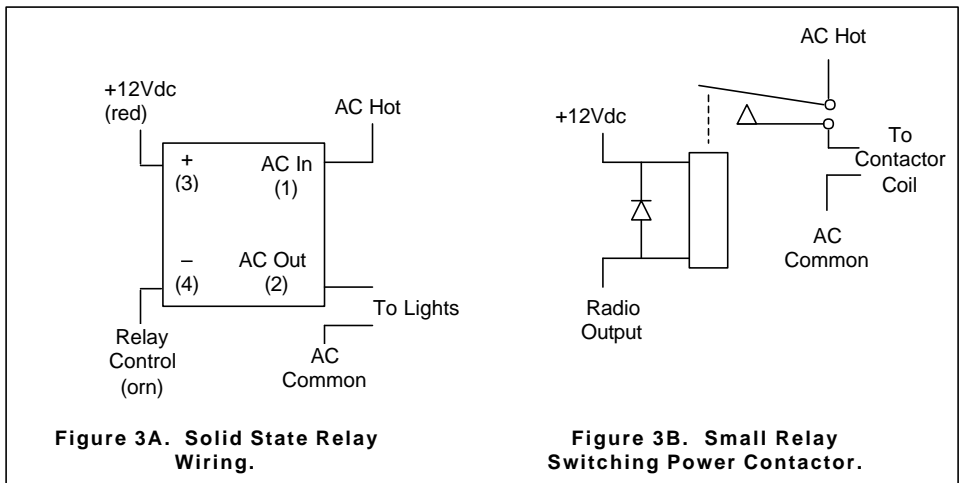 +12Vdc
(red)
AC Hot
+
(3)
AC In
(1)
–
(4)
AC Out
(2)
To Lights
Relay
Control
(orn)
AC
Common
Figure 3A. Solid State Relay
Wiring.
AC Hot
+12Vdc
To
Contactor
Coil
AC
Common
Radio
Output
Figure 3B. Small Relay
Switching Power Contactor.